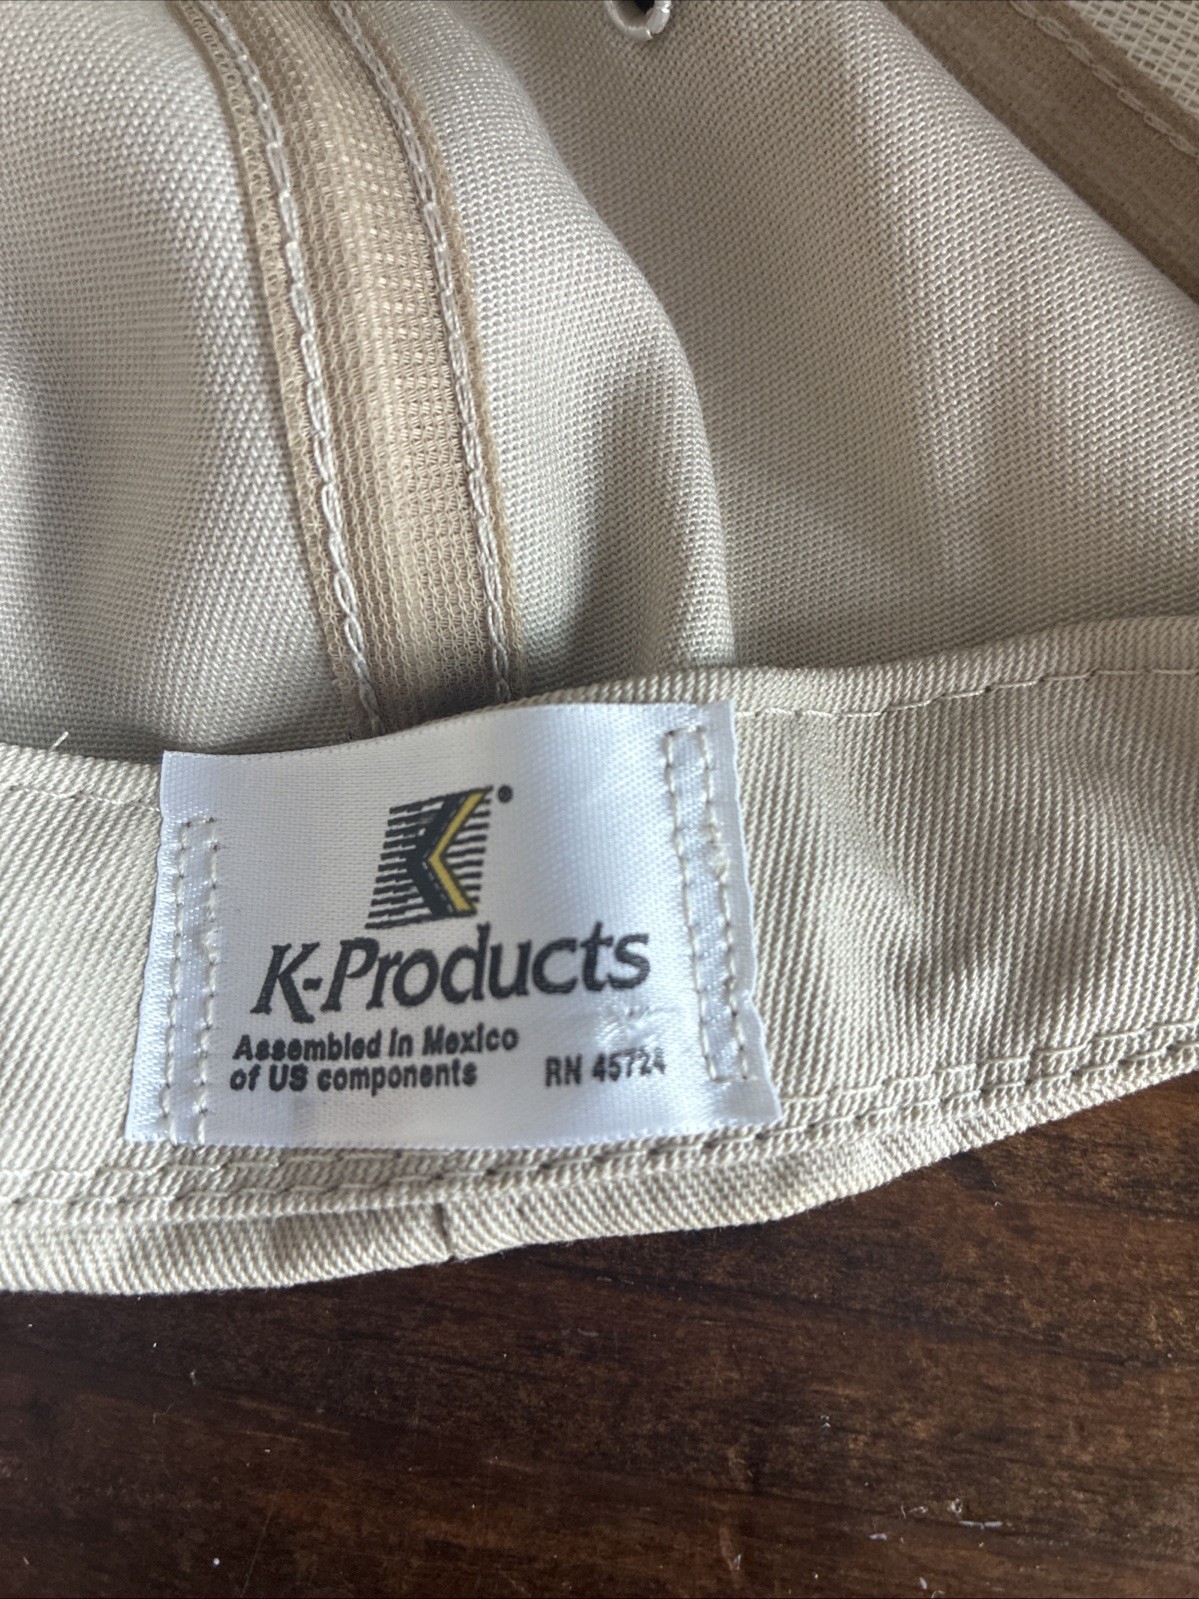 K-Products
Assembled in Mexico
of US components RN 45724